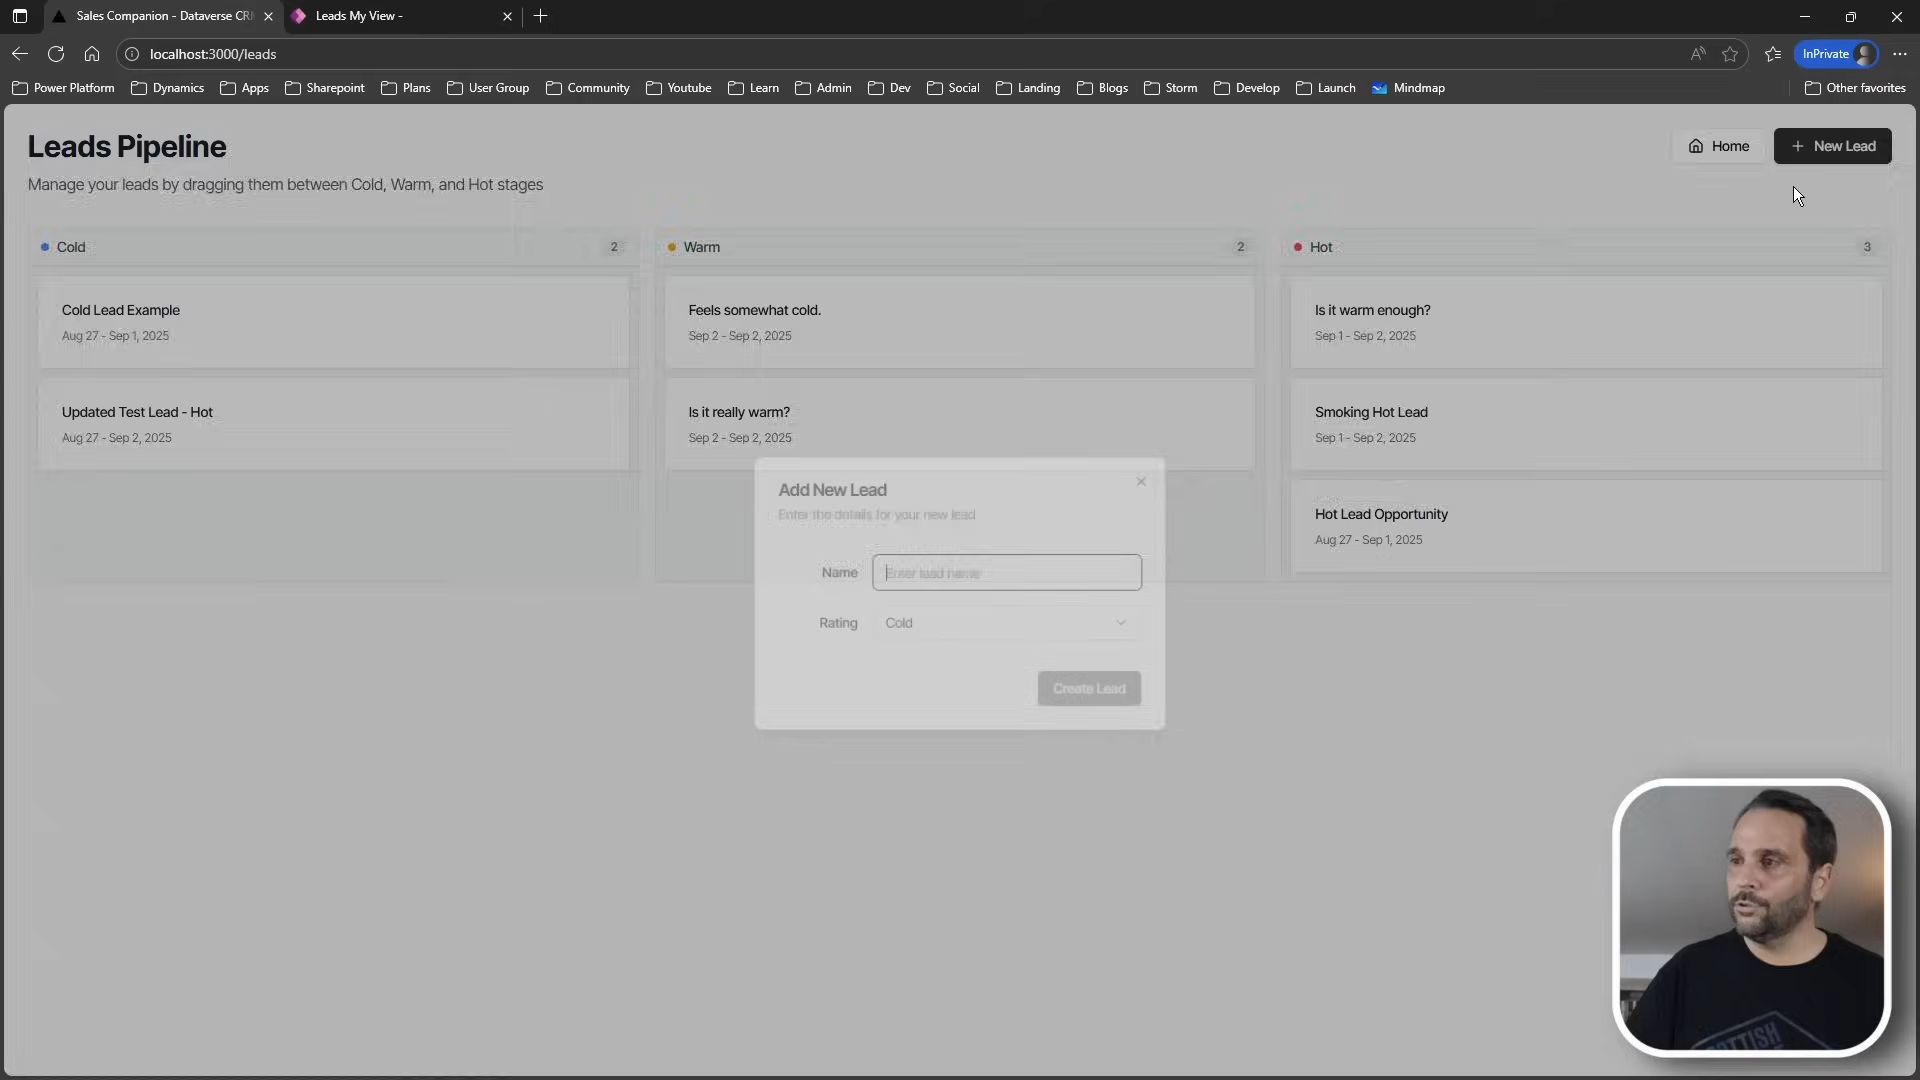 Sales Companion - Dataverse CR
Leads My View -
localhost:3000/leads
InPrivate
Power Platform
Dynamics
Apps
Sharepoint
Plans
User Group
Community
Youtube
Learn
Admin
Dev
Social
Landing
Blogs
Storm
Develop
Launch
Mindmap
Other favorites
Leads Pipeline
Home
+ New Lead
Manage your leads by dragging them between Cold, Warm, and Hot stages
Cold 2
Cold Lead Example
Aug 27 - Sep 1, 2025
Updated Test Lead - Hot
Aug 27 - Sep 2, 2025
Warm 2
Feels somewhat cold.
Sep 2 - Sep 2, 2025
Is it really warm?
Sep 2 - Sep 2, 2025
Hot 3
Is it warm enough?
Sep 1 - Sep 2, 2025
Smoking Hot Lead
Sep 1 - Sep 2, 2025
Hot Lead Opportunity
Aug 27 - Sep 1, 2025
Add New Lead
Enter the details for your new lead
Name
Enter lead name
Rating
Cold
Create Lead